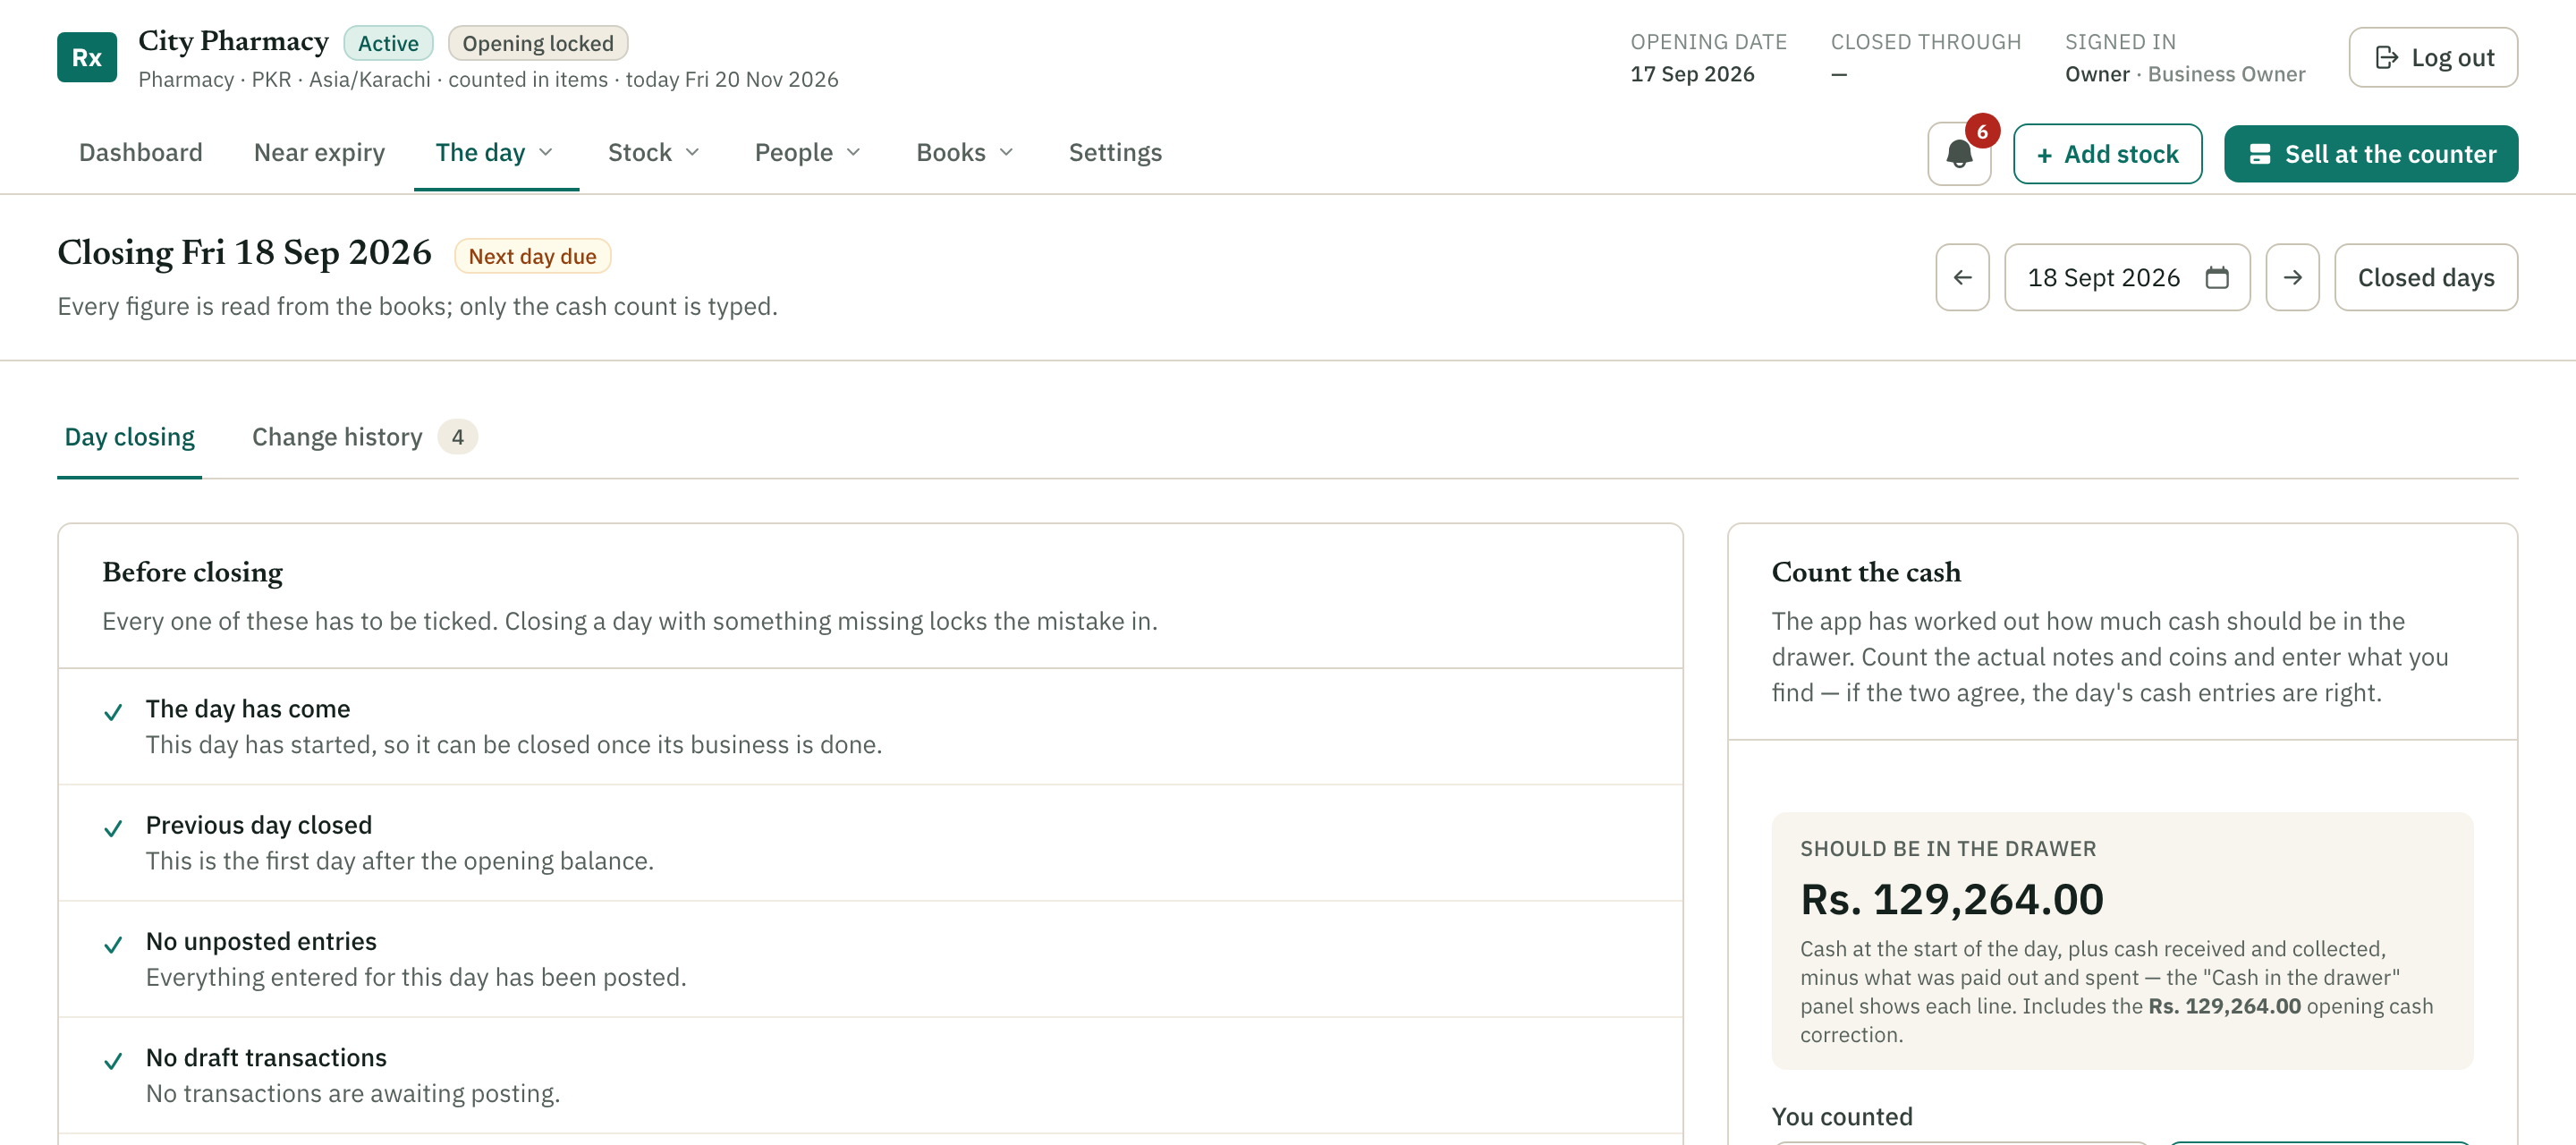 Rx
City Pharmacy Active Opening locked
Pharmacy · PKR · Asia/Karachi · counted in items · today Fri 20 Nov 2026
OPENING DATE
17 Sep 2026
CLOSED THROUGH
—
SIGNED IN
Owner · Business Owner
Log out
Dashboard Near expiry The day Stock People Books Settings
6
+ Add stock
Sell at the counter
Closing Fri 18 Sep 2026 Next day due
Every figure is read from the books; only the cash count is typed.
← 18 Sept 2026 → Closed days
Day closing Change history 4
Before closing
Every one of these has to be ticked. Closing a day with something missing locks the mistake in.
The day has come
This day has started, so it can be closed once its business is done.
Previous day closed
This is the first day after the opening balance.
No unposted entries
Everything entered for this day has been posted.
No draft transactions
No transactions are awaiting posting.
Count the cash
The app has worked out how much cash should be in the
drawer. Count the actual notes and coins and enter what you
find — if the two agree, the day's cash entries are right.
SHOULD BE IN THE DRAWER
Rs. 129,264.00
Cash at the start of the day, plus cash received and collected,
minus what was paid out and spent — the "Cash in the drawer"
panel shows each line. Includes the Rs. 129,264.00 opening cash
correction.
You counted